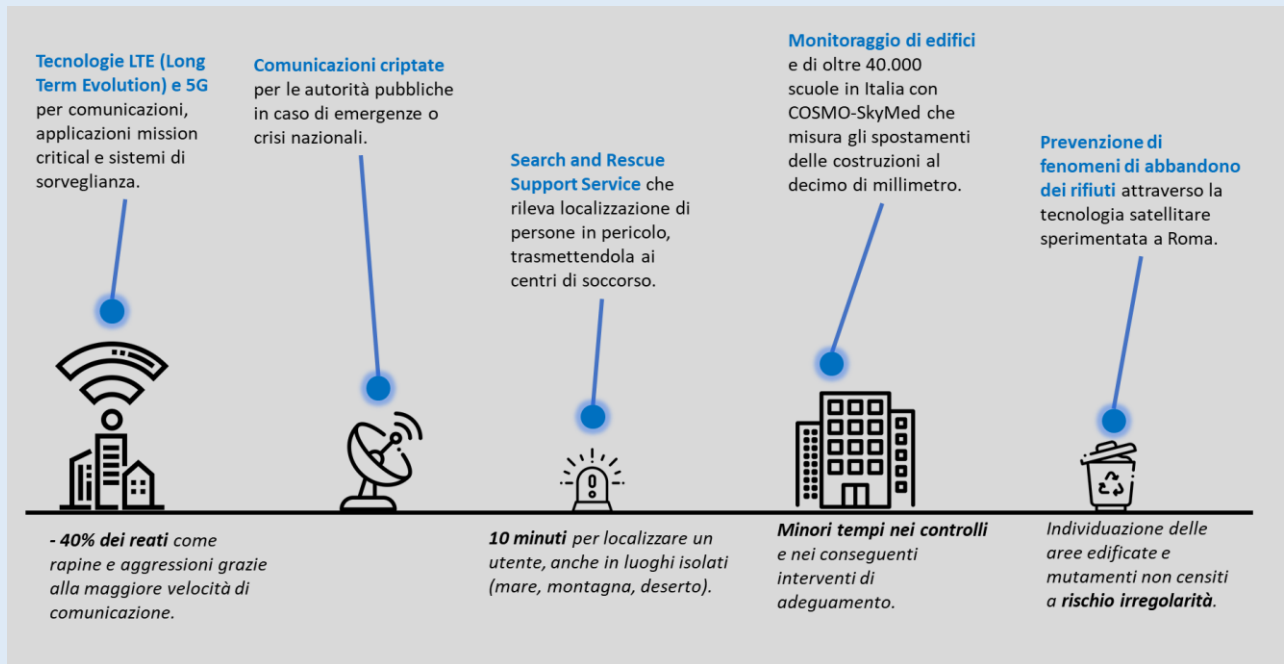 Tecnologie LTE (Long
Term Evolution) e 5G
per comunicazioni,
applicazioni mission
critical e sistemi di
sorveglianza.
Comunicazioni criptate
per le autorità pubbliche
in caso di emergenze o
crisi nazionali.
Search and Rescue
Support Service che
rileva localizzazione di
persone in pericolo,
trasmettendola ai
centri di soccorso.
Monitoraggio di edifici
e di oltre 40.000
scuole in Italia con
COSMO-SkyMed che
misura gli spostamenti
delle costruzioni al
decimo di millimetro.
Prevenzione di
fenomeni di abbandono
dei rifiuti attraverso la
tecnologia satellitare
sperimentata a Roma.
- 40% dei reati come
rapine e aggressioni grazie
alla maggiore velocità di
comunicazione.
10 minuti per localizzare un
utente, anche in luoghi isolati
(mare, montagna, deserto).
Minori tempi nei controlli
e nei conseguenti
interventi di
adeguamento.
Individuazione delle
aree edificate e
mutamenti non censiti
a rischio irregolarità.